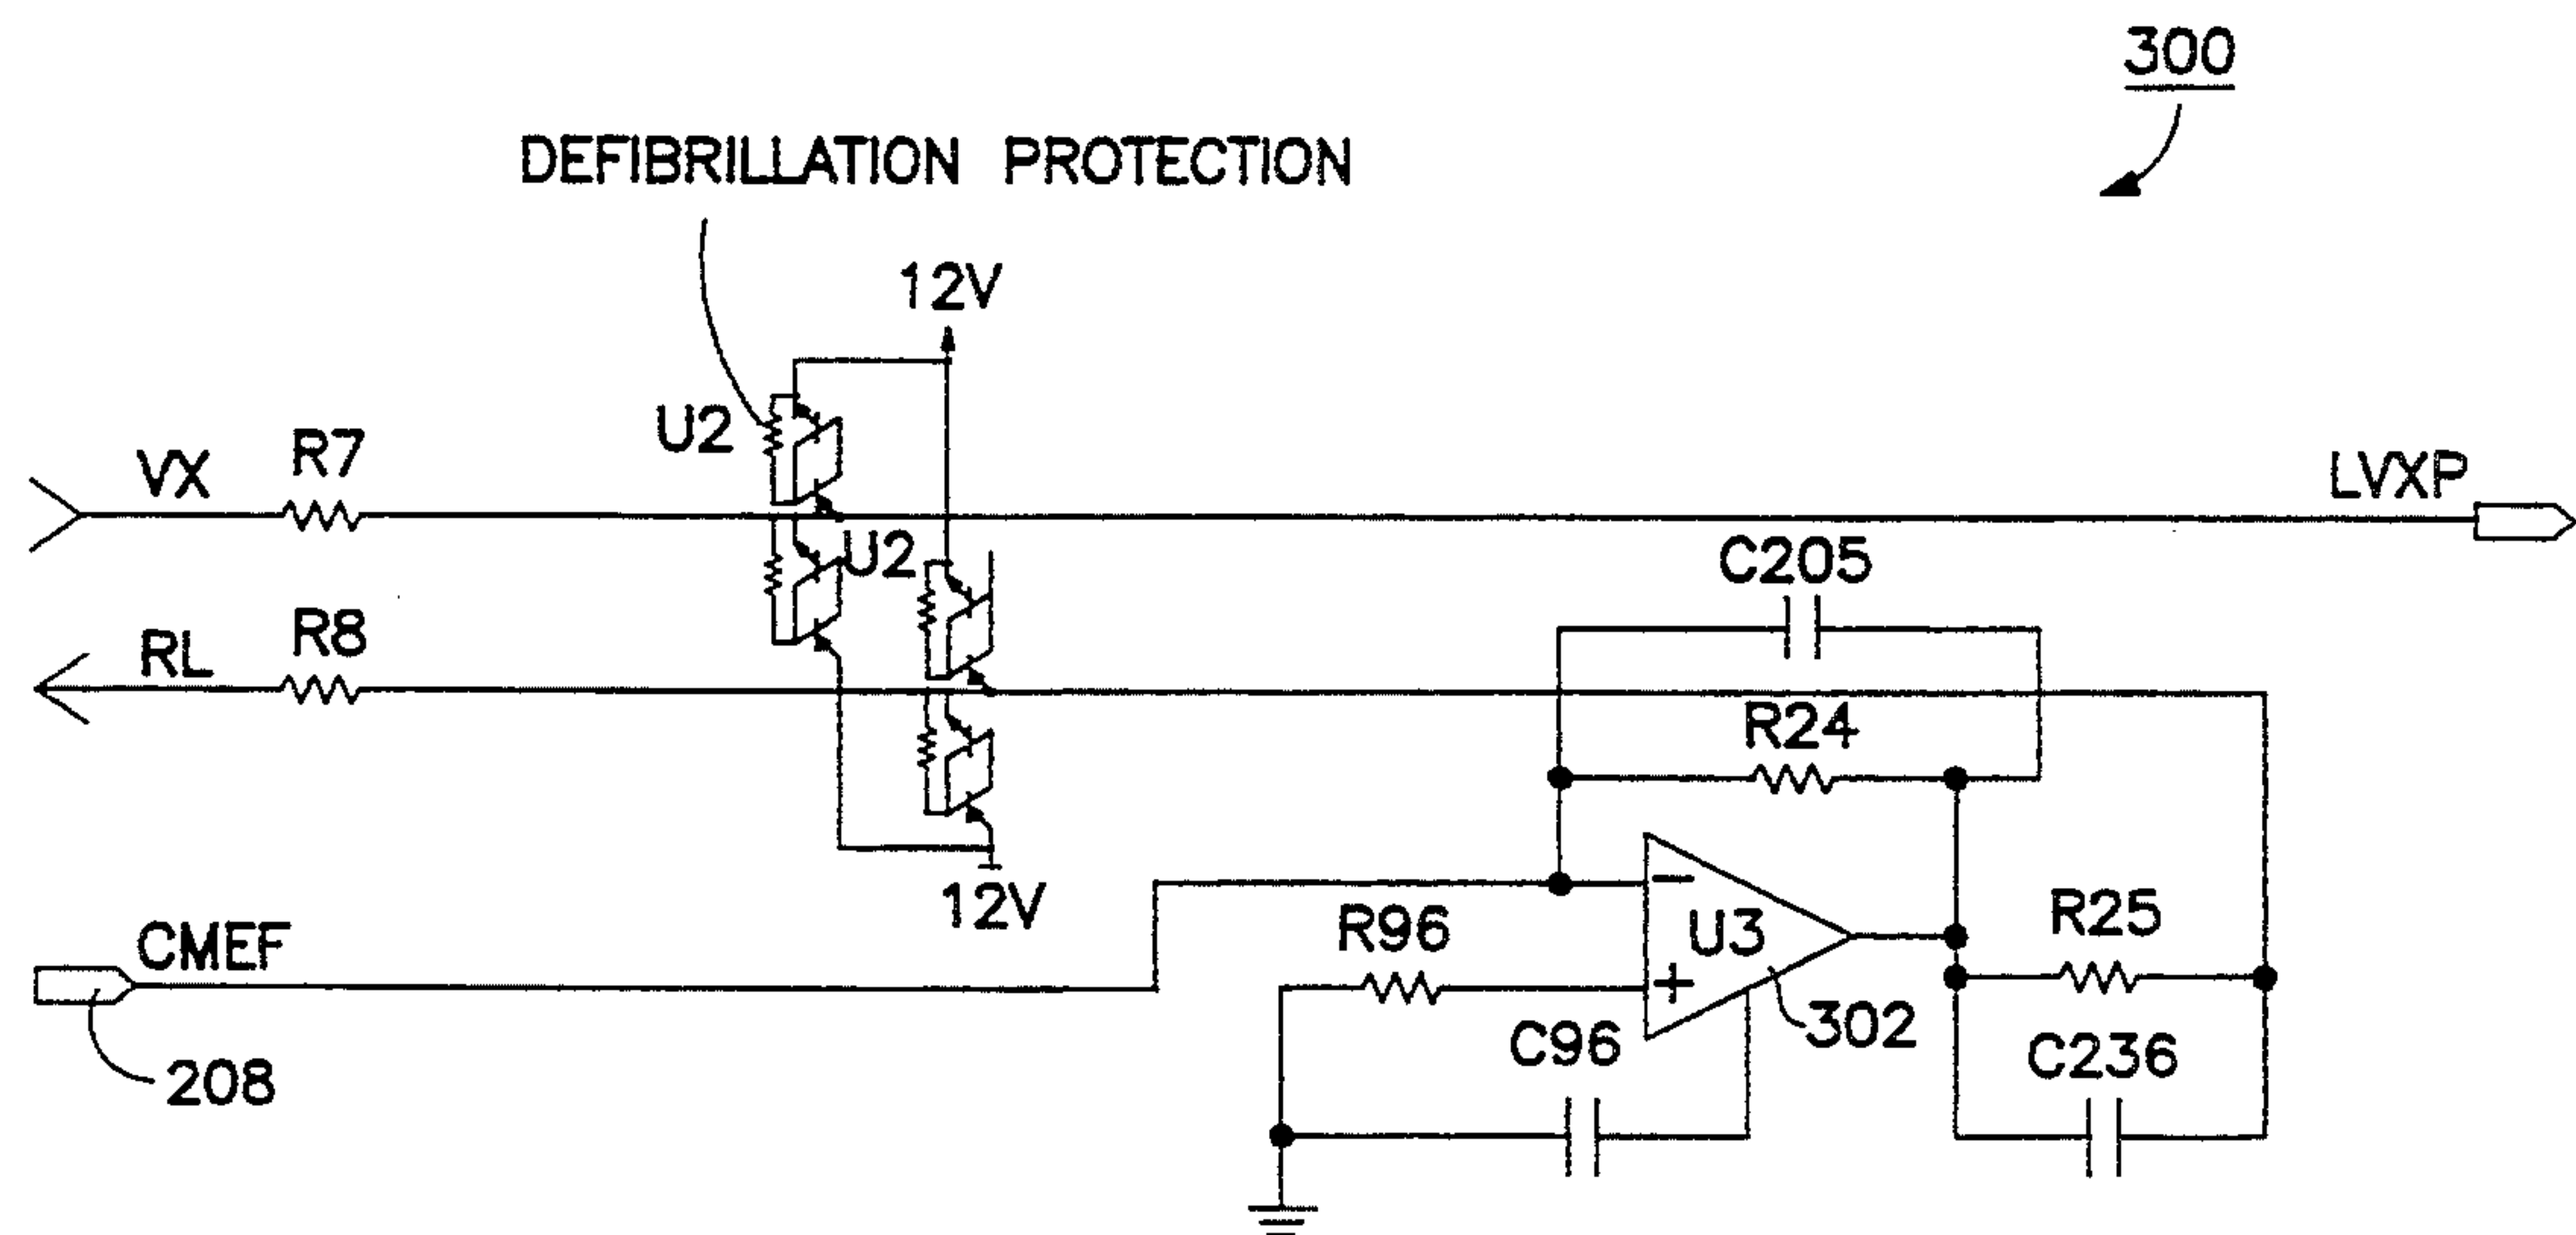 300
DEFIBRILLATION PROTECTION
12V
U2
VX
R7
LVXP
U2
C205
RL
R8
R24
12V
CMEF
R96
U3
R25
302
C96
C236
208